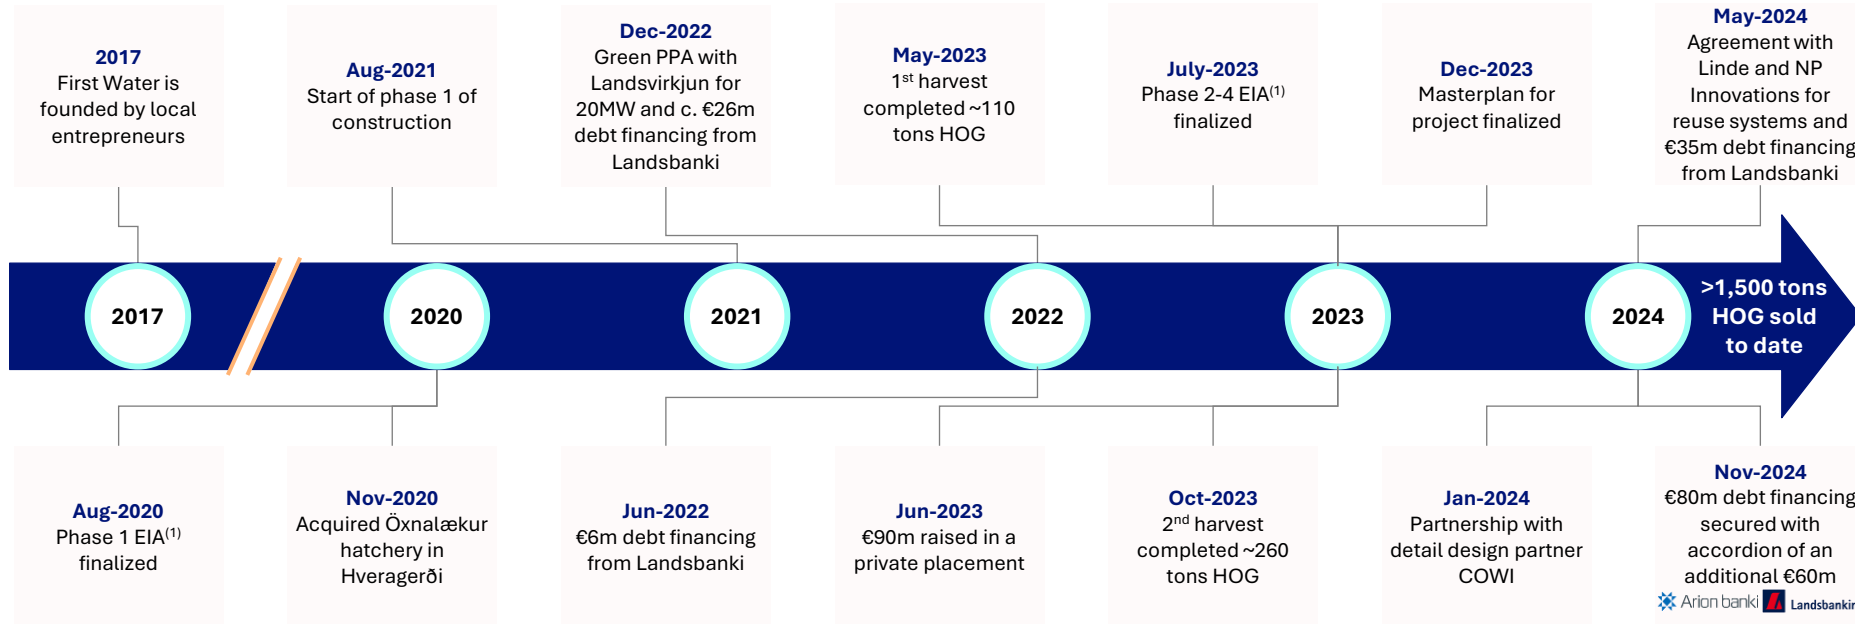 2017
First Water is
founded by local
entrepreneurs
Aug-2021
Start of phase 1 of
construction
Dec-2022
Green PPA with
Landsvirkjun for
20MW and c. €26m
debt financing from
Landsbanki
May-2023
1st harvest
completed ~110
tons HOG
July-2023
Phase 2-4 EIA(1)
finalized
Dec-2023
Masterplan for
project finalized
May-2024
Agreement with
Linde and NP
Innovations for
reuse systems and
€35m debt financing
from Landsbanki
2017
2020
2021
2022
2023
2024
>1,500 tons
HOG sold
to date
Aug-2020
Phase 1 EIA(1)
finalized
Nov-2020
Acquired Öxnalækur
hatchery in
Hveragerði
Jun-2022
€6m debt financing
from Landsbanki
Jun-2023
€90m raised in a
private placement
Oct-2023
2nd harvest
completed ~260
tons HOG
Jan-2024
Partnership with
detail design partner
COWI
Nov-2024
€80m debt financing
secured with
accordion of an
additional €60m
Arion banki
Landsbankin